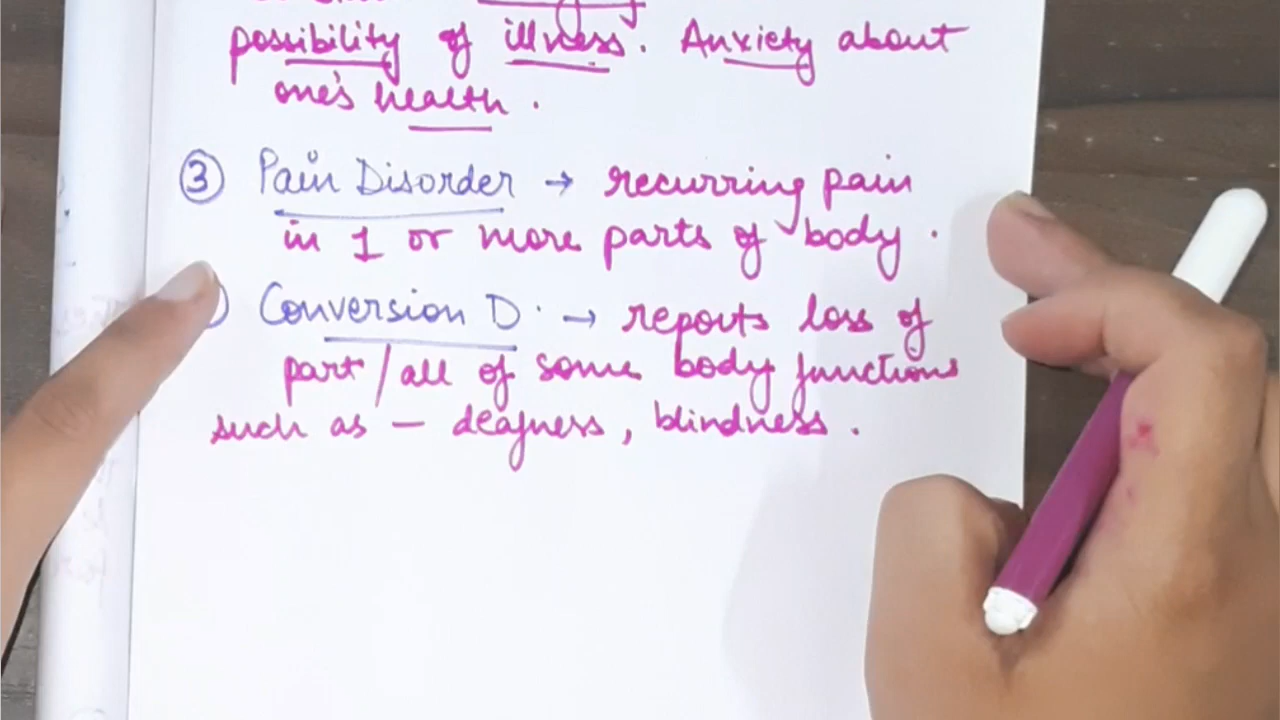 possibility of illness. Anxiety about
one's health.
③ Pain Disorder → recurring pain
in 1 or more parts of body.
Conversion D. → reports loss of
part/all of some body functions
such as – deafness, blindness.